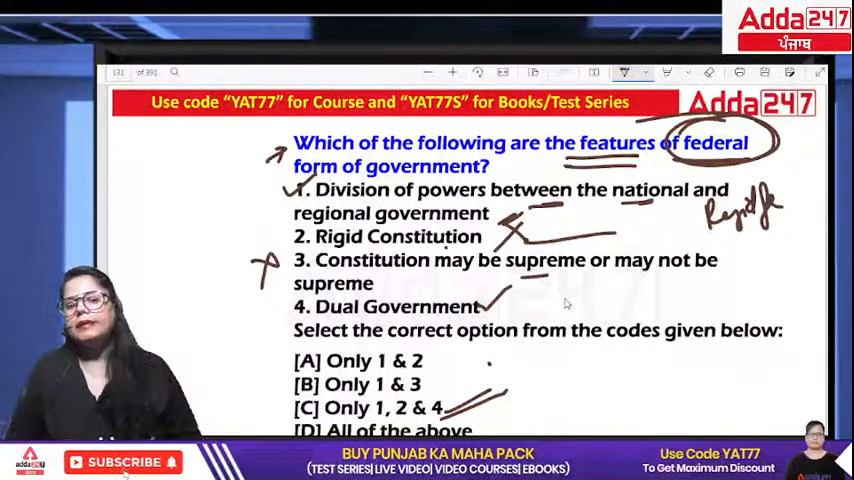 Adda247
ਪੰਜਾਬ
131 of 391
Use code "YAT77" for Course and "YAT77S" for Books/Test Series
Adda247
Which of the following are the features of federal
form of government?
1. Division of powers between the national and
regional government
2. Rigid Constitution
3. Constitution may be supreme or may not be
supreme
4. Dual Government
Select the correct option from the codes given below:
[A] Only 1 & 2
[B] Only 1 & 3
[C] Only 1, 2 & 4
[D] All of the above
Adda247
ਪੰਜਾਬ
SUBSCRIBE
BUY PUNJAB KA MAHA PACK
(TEST SERIES| LIVE VIDEO| VIDEO COURSES| EBOOKS)
Use Code YAT77
To Get Maximum Discount